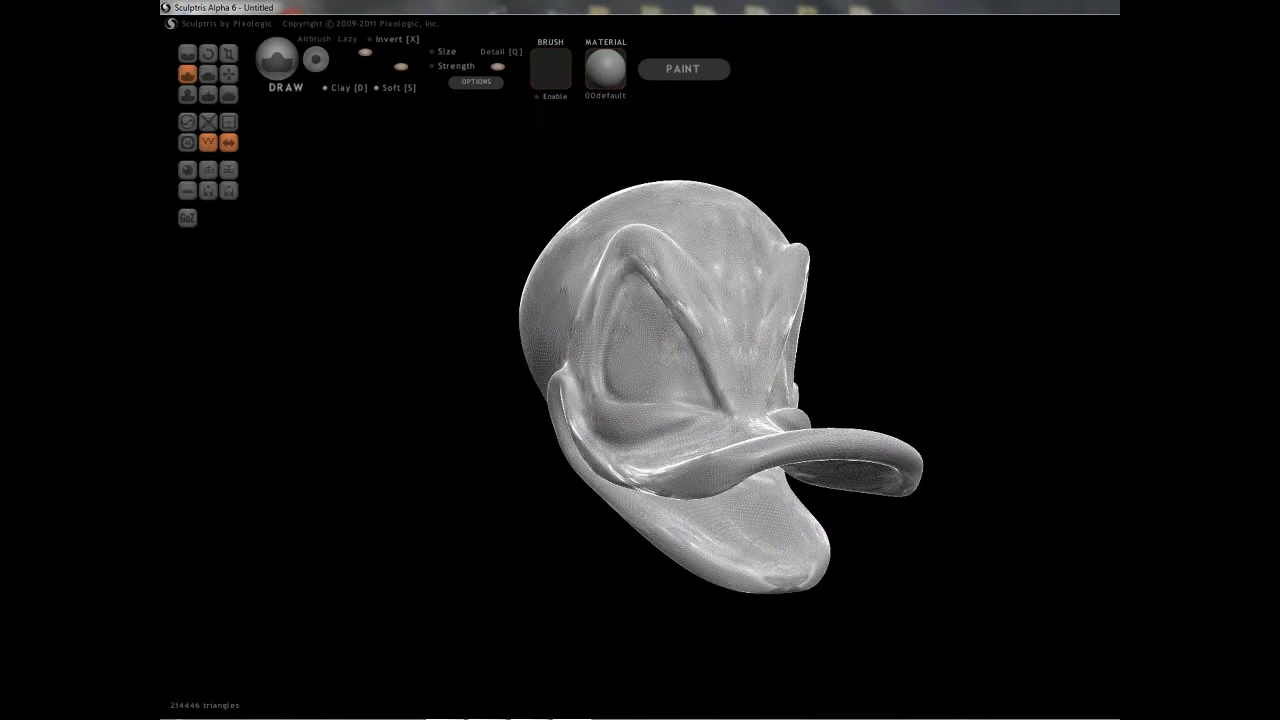 Sculptris Alpha 6 - Untitled
Sculptris by Pixologic Copyright © 2009-2011 Pixologic, Inc.
Airbrush Lazy Invert [X]
Size Detail [Q]
Strength
OPTIONS
DRAW Clay [D] Soft [S]
BRUSH
Enable
MATERIAL
00default
PAINT
GoZ
214446 triangles